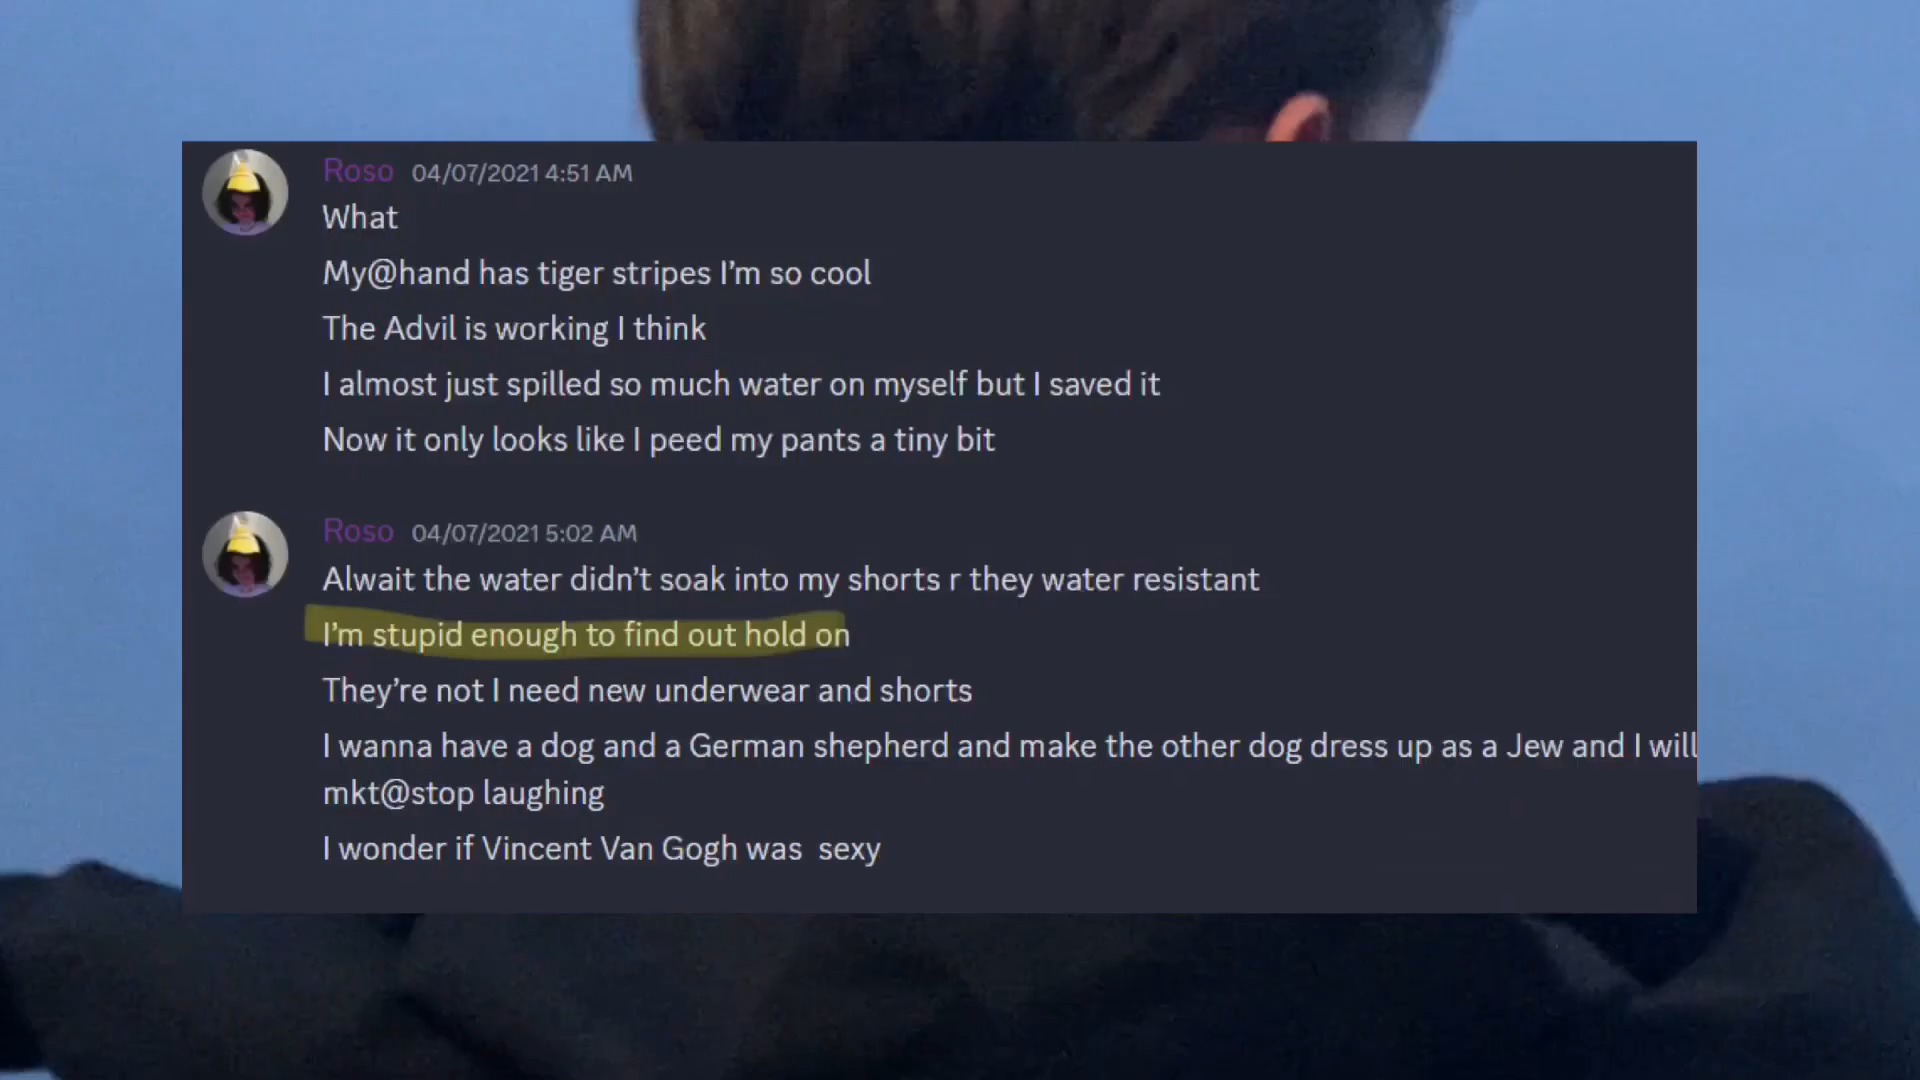 Roso 04/07/2021 4:51 AM
What
My@hand has tiger stripes I'm so cool
The Advil is working I think
I almost just spilled so much water on myself but I saved it
Now it only looks like I peed my pants a tiny bit
Roso 04/07/2021 5:02 AM
Alwait the water didn't soak into my shorts r they water resistant
I'm stupid enough to find out hold on
They're not I need new underwear and shorts
I wanna have a dog and a German shepherd and make the other dog dress up as a Jew and I will
mkt@stop laughing
I wonder if Vincent Van Gogh was  sexy